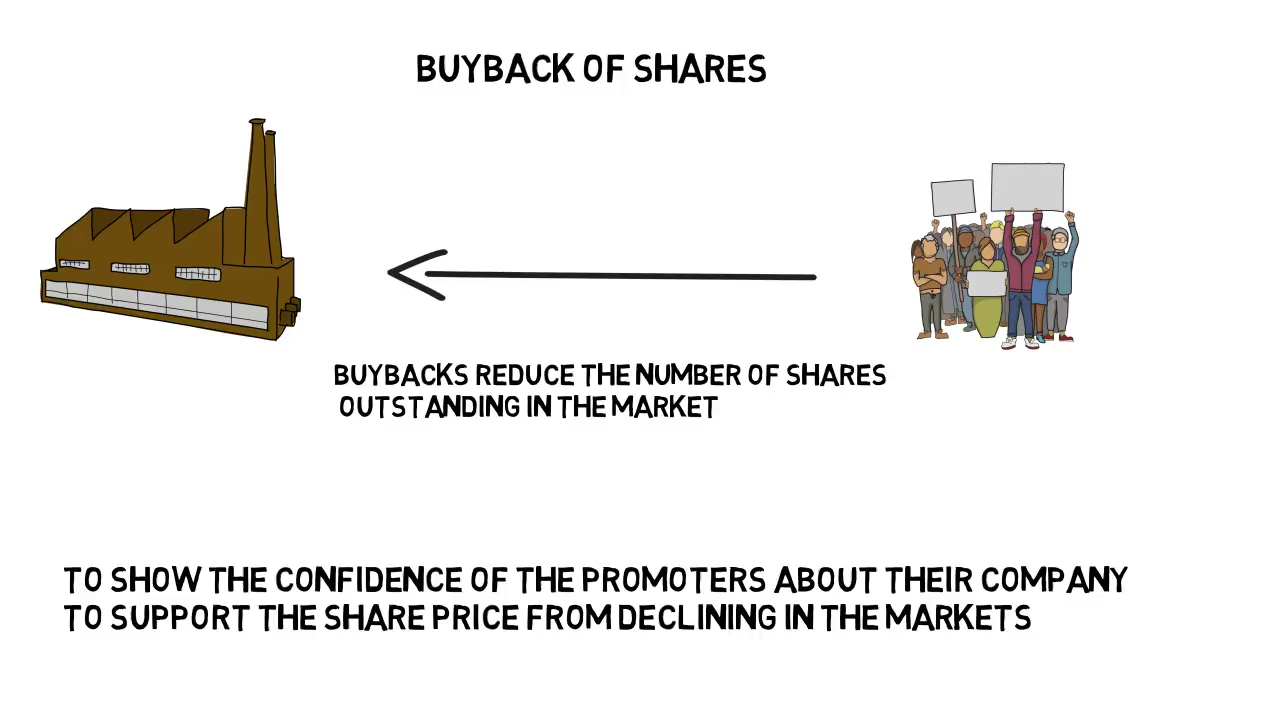 BUYBACK OF SHARES
BUYBACKS REDUCE THE NUMBER OF SHARES
OUTSTANDING IN THE MARKET
TO SHOW THE CONFIDENCE OF THE PROMOTERS ABOUT THEIR COMPANY
TO SUPPORT THE SHARE PRICE FROM DECLINING IN THE MARKETS